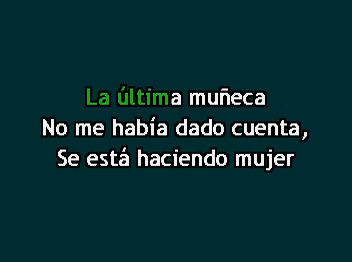 La última muñeca
No me había dado cuenta,
Se está haciendo mujer